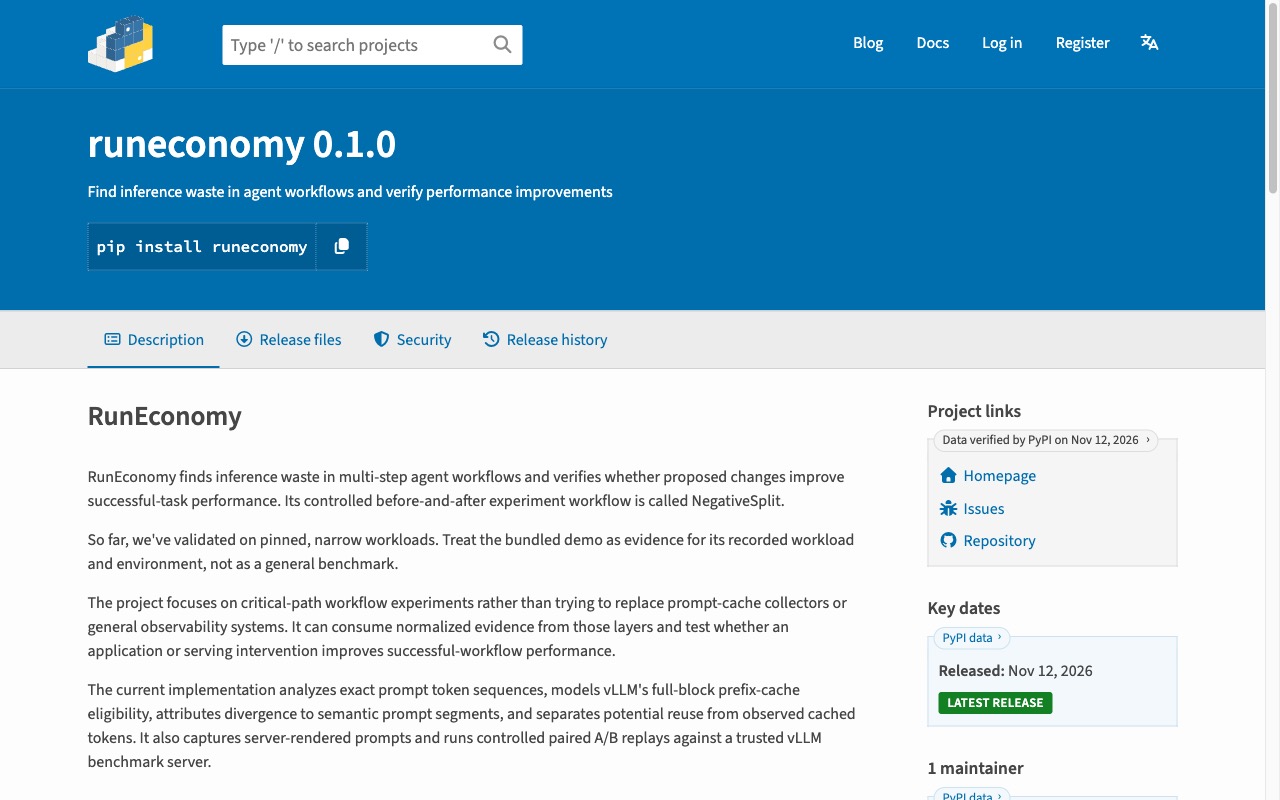 Type '/' to search projects
Blog
Docs
Log in
Register
runeconomy 0.1.0
Find inference waste in agent workflows and verify performance improvements
pip install runeconomy
Description
Release files
Security
Release history
RunEconomy
RunEconomy finds inference waste in multi-step agent workflows and verifies whether proposed changes improve
successful-task performance. Its controlled before-and-after experiment workflow is called NegativeSplit.
So far, we've validated on pinned, narrow workloads. Treat the bundled demo as evidence for its recorded workload
and environment, not as a general benchmark.
The project focuses on critical-path workflow experiments rather than trying to replace prompt-cache collectors or
general observability systems. It can consume normalized evidence from those layers and test whether an
application or serving intervention improves successful-workflow performance.
The current implementation analyzes exact prompt token sequences, models vLLM's full-block prefix-cache
eligibility, attributes divergence to semantic prompt segments, and separates potential reuse from observed cached
tokens. It also captures server-rendered prompts and runs controlled paired A/B replays against a trusted vLLM
benchmark server.
Project links
Data verified by PyPI on Nov 12, 2026 ›
Homepage
Issues
Repository
Key dates
PyPI data ›
Released: Nov 12, 2026
LATEST RELEASE
1 maintainer
PyPI data ›